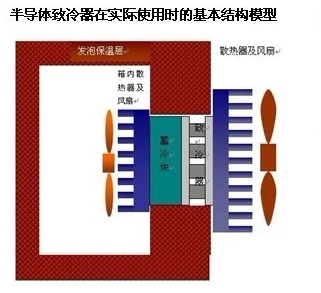 半导体致冷器在实际使用时的基本结构模型
发泡保温层
散热器及风扇
箱内散
热器及
风扇
蓄
冷
块
致
冷
器